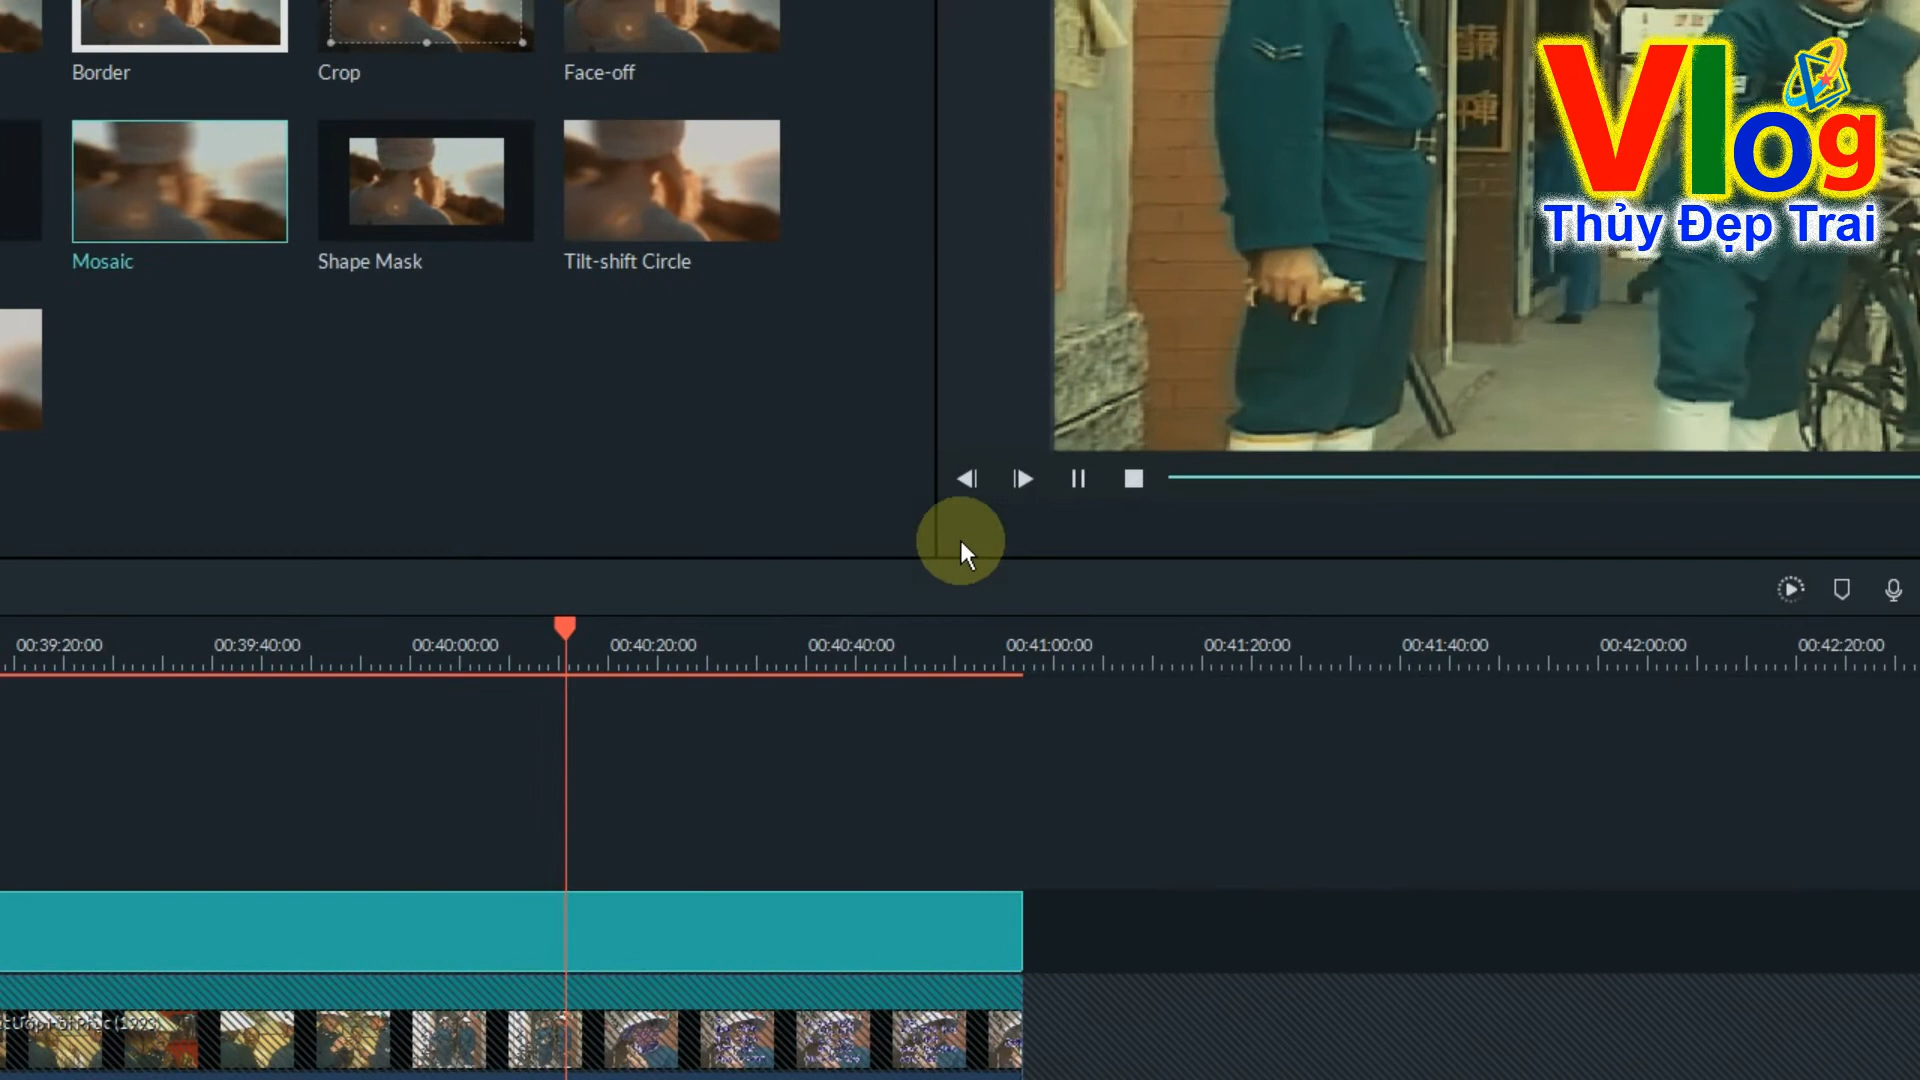 Border
Crop
Face-off
Mosaic
Shape Mask
Tilt-shift Circle
Vlog
Thủy Đẹp Trai
00:39:20:00
00:39:40:00
00:40:00:00
00:40:20:00
00:40:40:00
00:41:00:00
00:41:20:00
00:41:40:00
00:42:00:00
00:42:20:00
(1993)